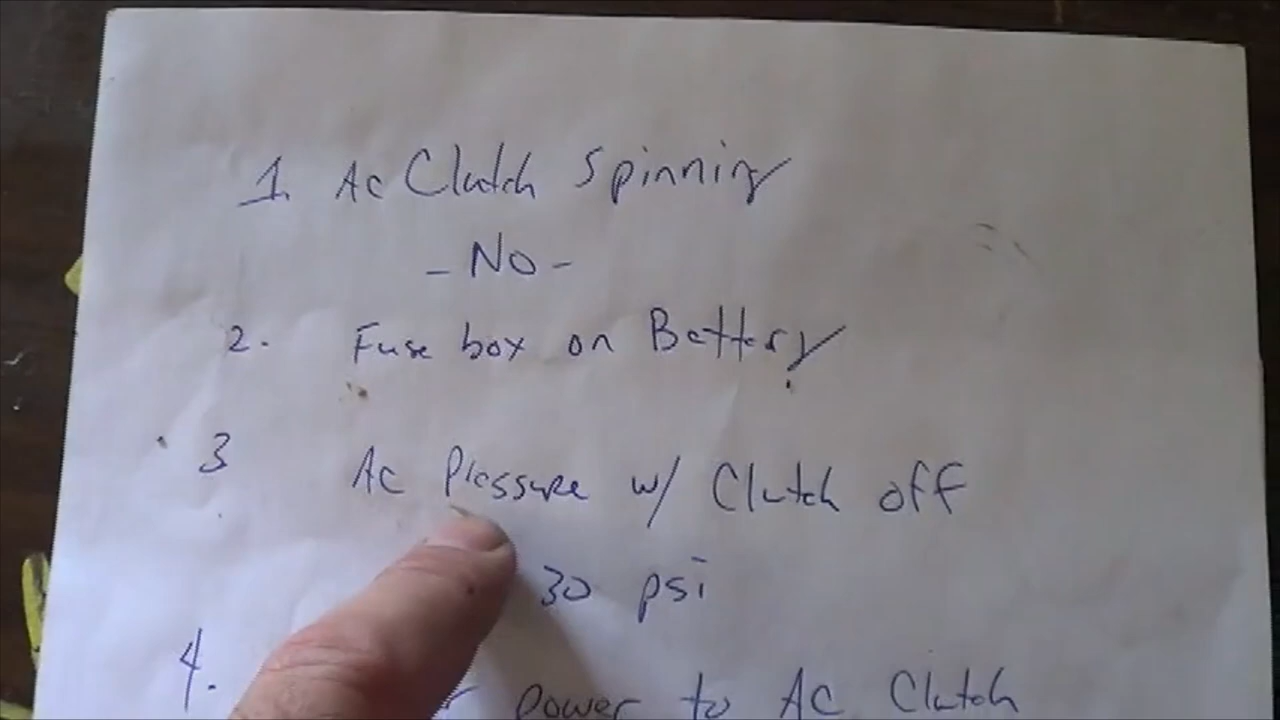 1. AC Clutch Spinning
- No -
2. Fuse box on Battery
3 AC Pressure w/ Clutch off
30 psi
4. power to AC Clutch